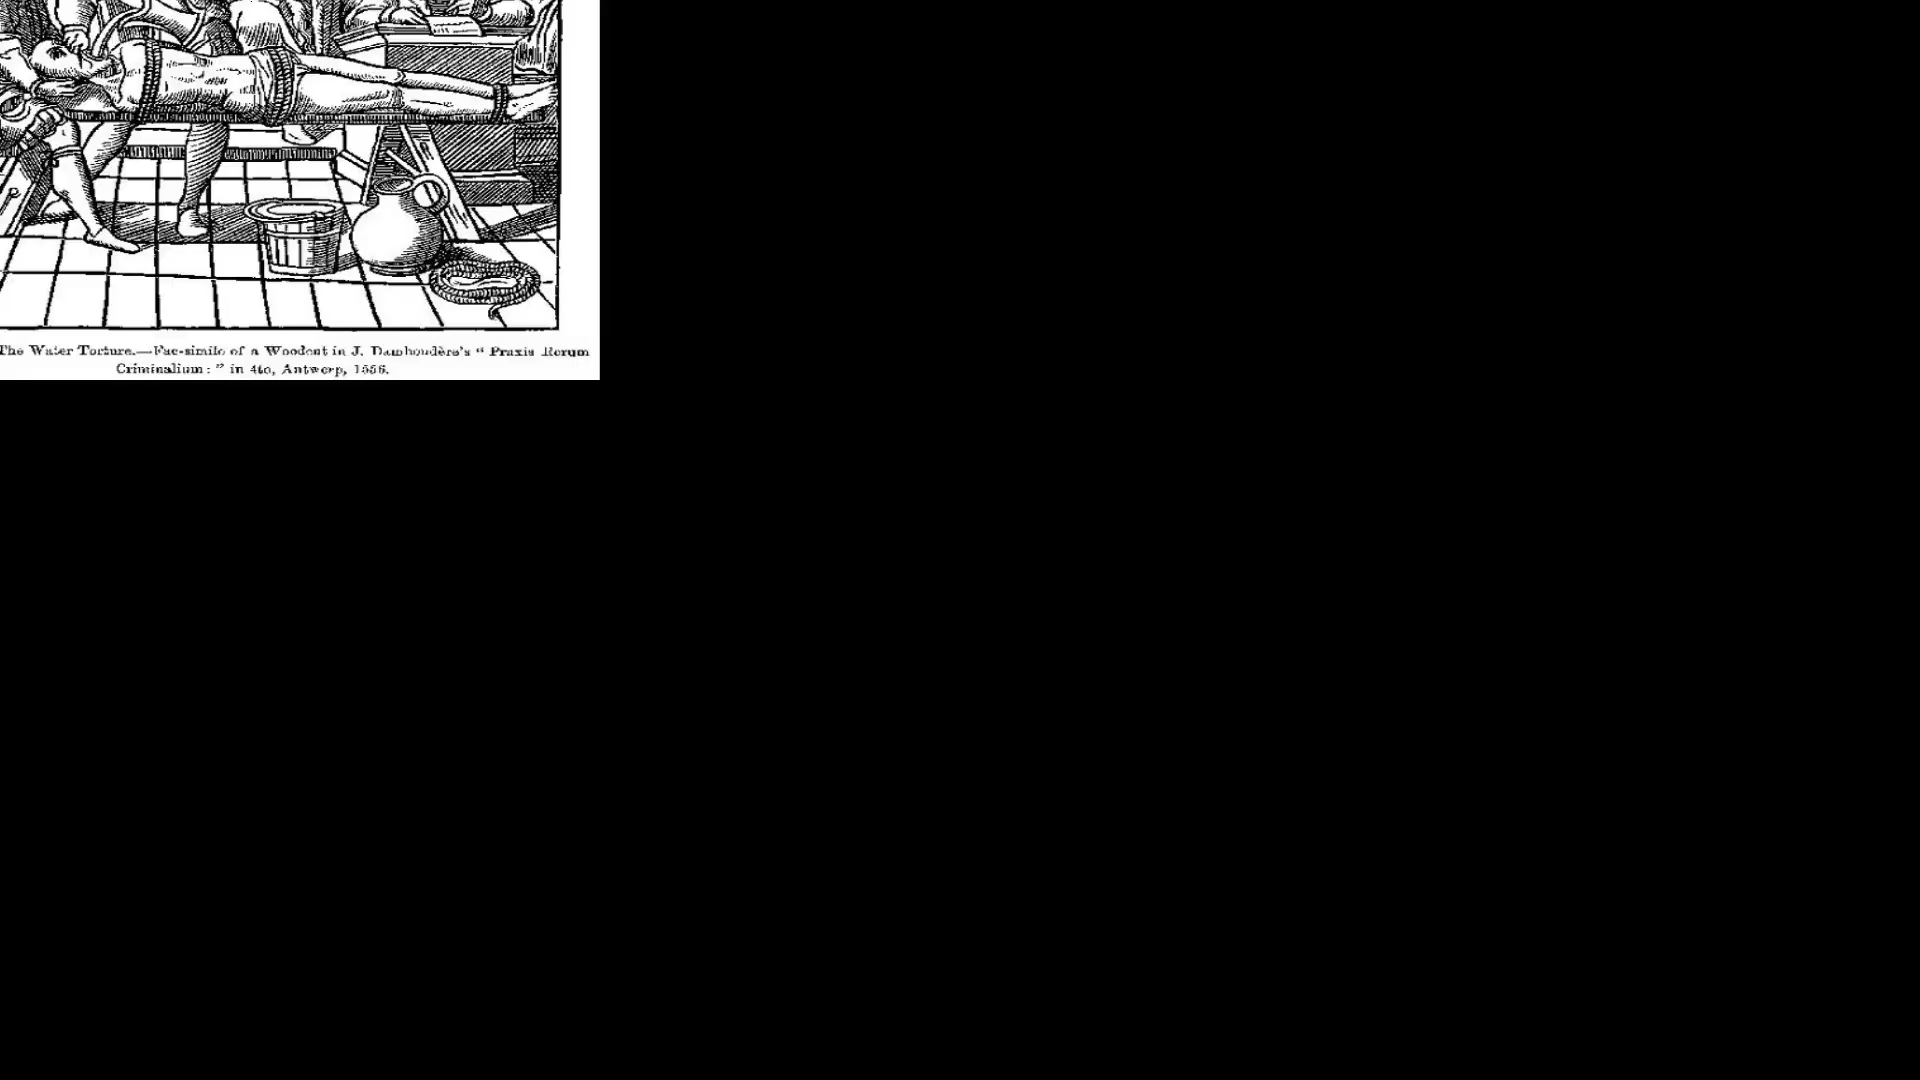 The Water Torture.—Fac-simile of a Woodcut in J. Damhoudère's “ Praxis Rerum
Criminalium : ” in 4to, Antwerp, 1556.